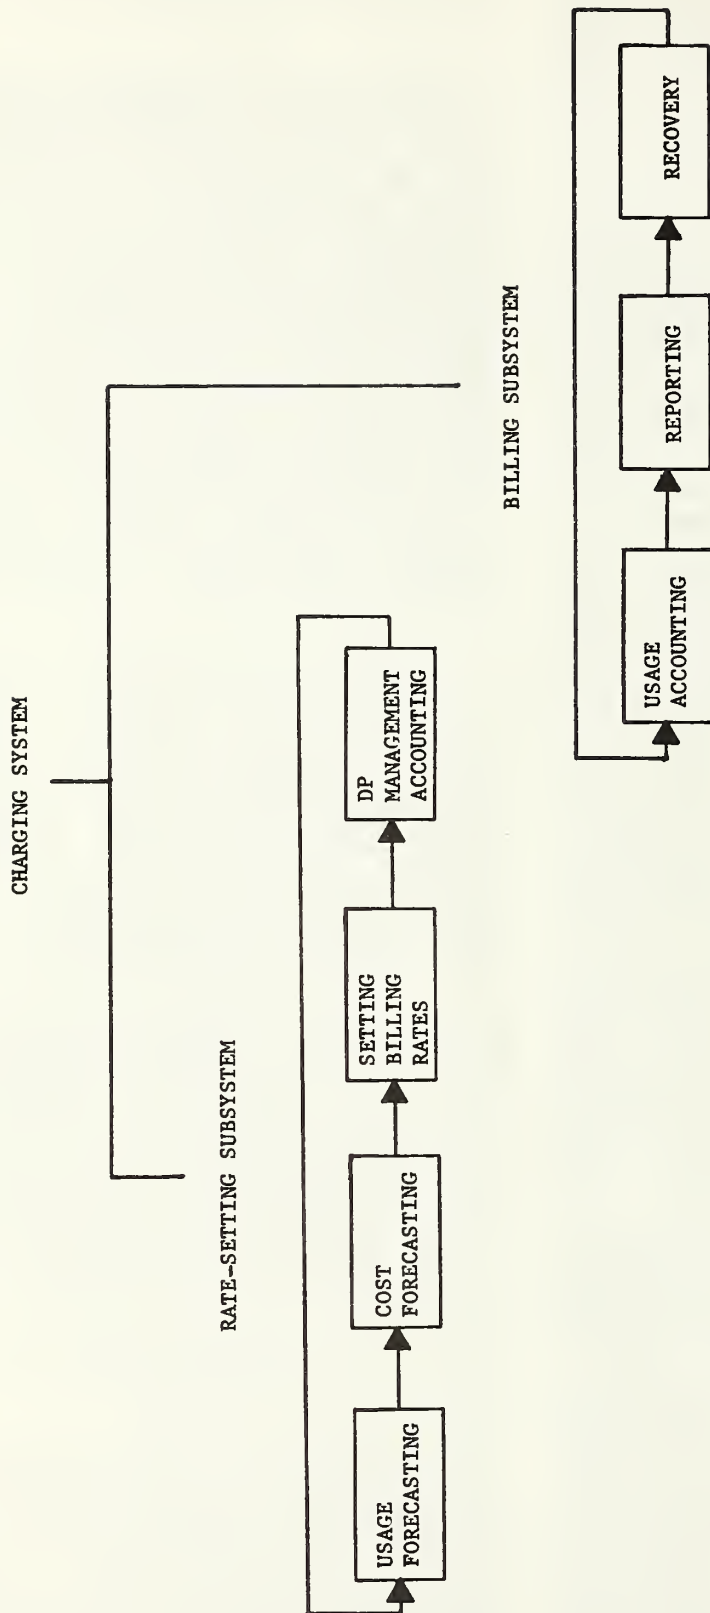 CHARGING SYSTEM
RATE-SETTING SUBSYSTEM
USAGE
FORECASTING
COST
FORECASTING
SETTING
BILLING
RATES
DP
MANAGEMENT
ACCOUNTING
BILLING SUBSYSTEM
USAGE
ACCOUNTING
REPORTING
RECOVERY